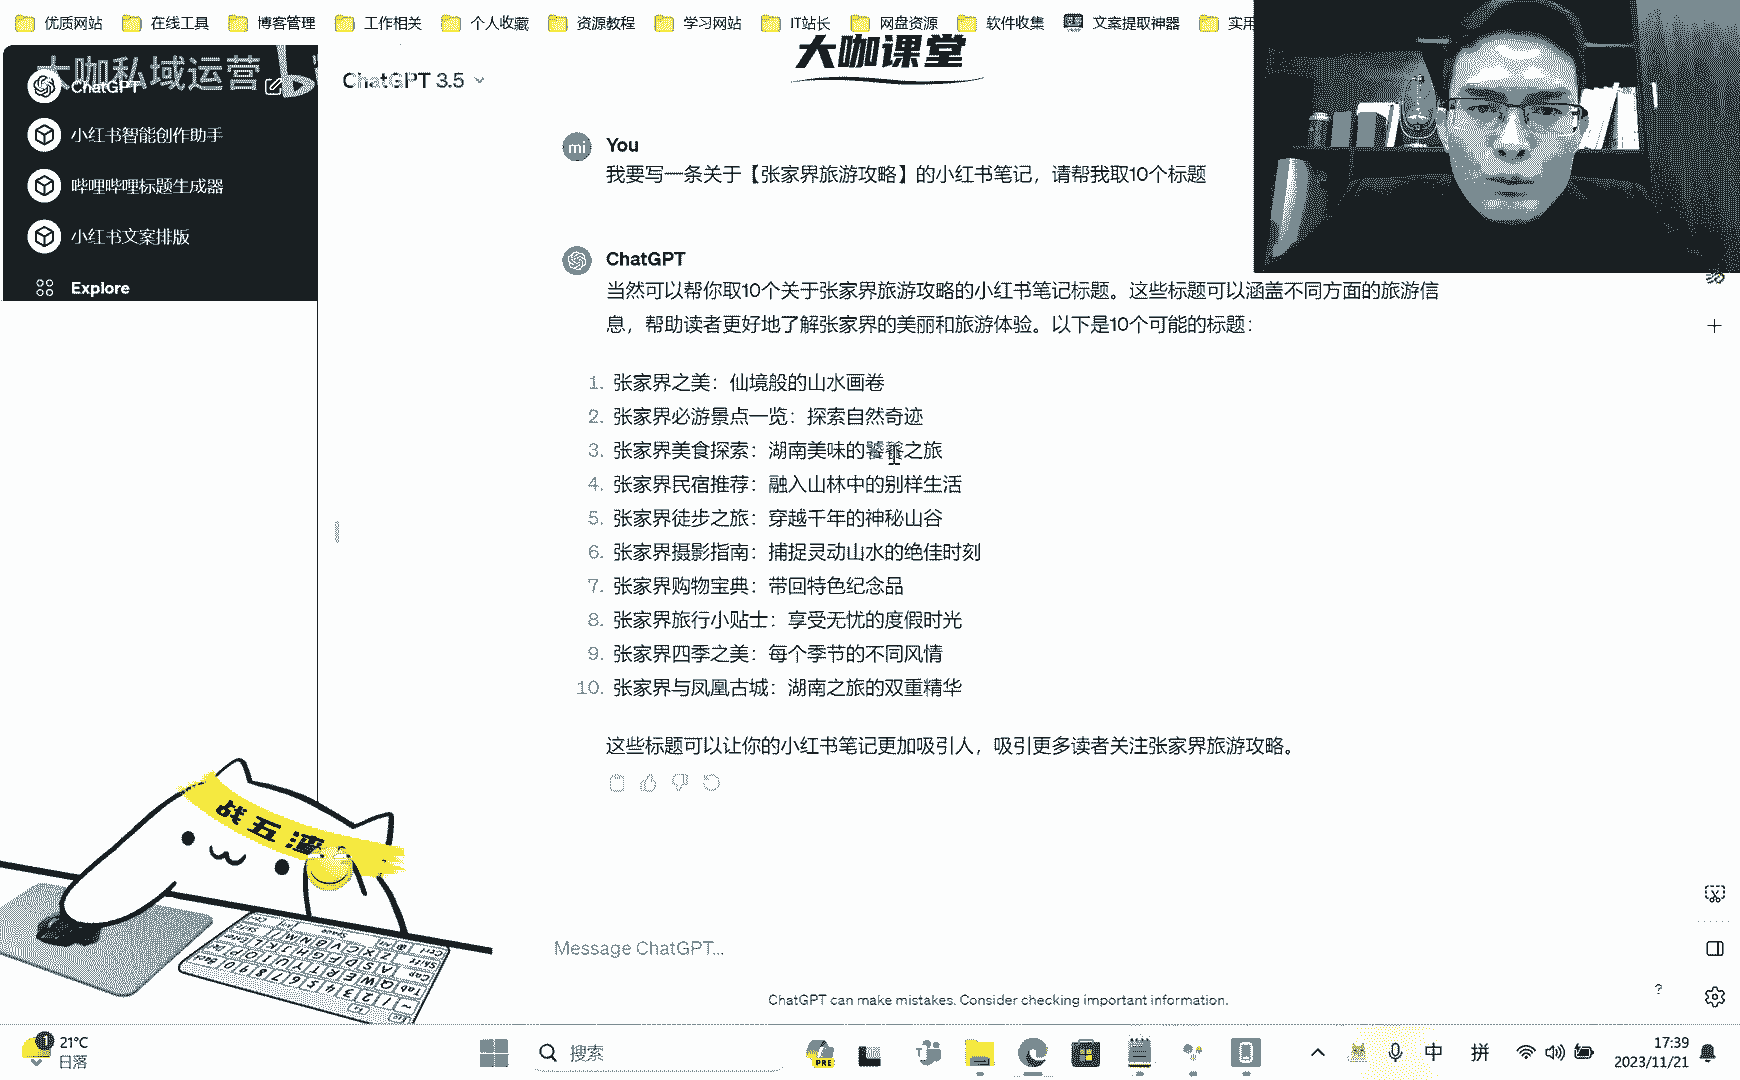 优质网站 在线工具 博客管理 工作相关 个人收藏 资源教程 学习网站 IT站长 网盘资源 软件收集 文案提取神器 实用
大咖课堂
大咖私域运营
ChatGPT
小红书智能创作助手
哔哩哔哩标题生成器
小红书文案排版
Explore
ChatGPT 3.5
mi
You
我要写一条关于【张家界旅游攻略】的小红书笔记，请帮我取10个标题
ChatGPT
当然可以帮你取10个关于张家界旅游攻略的小红书笔记标题。这些标题可以涵盖不同方面的旅游信
息，帮助读者更好地了解张家界的美丽和旅游体验。以下是10个可能的标题：
1. 张家界之美：仙境般的山水画卷
2. 张家界必游景点一览：探索自然奇迹
3. 张家界美食探索：湖南美味的饕餮之旅
4. 张家界民宿推荐：融入山林中的别样生活
5. 张家界徒步之旅：穿越千年的神秘山谷
6. 张家界摄影指南：捕捉灵动山水的绝佳时刻
7. 张家界购物宝典：带回特色纪念品
8. 张家界旅行小贴士：享受无忧的度假时光
9. 张家界四季之美：每个季节的不同风情
10. 张家界与凤凰古城：湖南之旅的双重精华
这些标题可以让你的小红书笔记更加吸引人，吸引更多读者关注张家界旅游攻略。
战五渣
Message ChatGPT...
ChatGPT can make mistakes. Consider checking important information.
?
1
21°C
日落
搜索
PRE
中
拼
17:39
2023/11/21